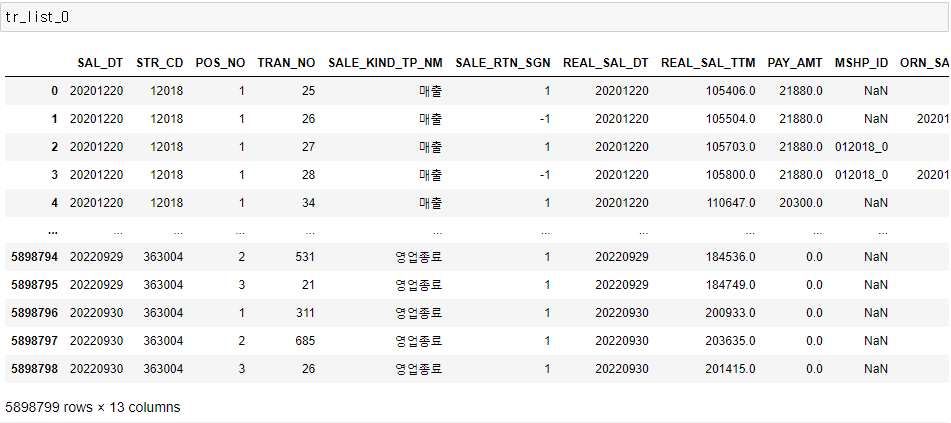 tr_list_0
SAL_DT STR_CD POS_NO TRAN_NO SALE_KIND_TP_NM SALE_RTN_SGN REAL_SAL_DT REAL_SAL_TTM PAY_AMT MSHP_ID ORN_SA
0 20201220 12018 1 25 매출 1 20201220 105406.0 21880.0 NaN
1 20201220 12018 1 26 매출 -1 20201220 105504.0 21880.0 NaN 20201
2 20201220 12018 1 27 매출 1 20201220 105703.0 21880.0 012018_0
3 20201220 12018 1 28 매출 -1 20201220 105800.0 21880.0 012018_0 20201
4 20201220 12018 1 34 매출 1 20201220 110647.0 20300.0 NaN
... ... ... ... ... ... ... ... ... ... ...
5898794 20220929 363004 2 531 영업종료 1 20220929 184536.0 0.0 NaN
5898795 20220929 363004 3 21 영업종료 1 20220929 184749.0 0.0 NaN
5898796 20220930 363004 1 311 영업종료 1 20220930 200933.0 0.0 NaN
5898797 20220930 363004 2 685 영업종료 1 20220930 203635.0 0.0 NaN
5898798 20220930 363004 3 26 영업종료 1 20220930 201415.0 0.0 NaN
5898799 rows × 13 columns